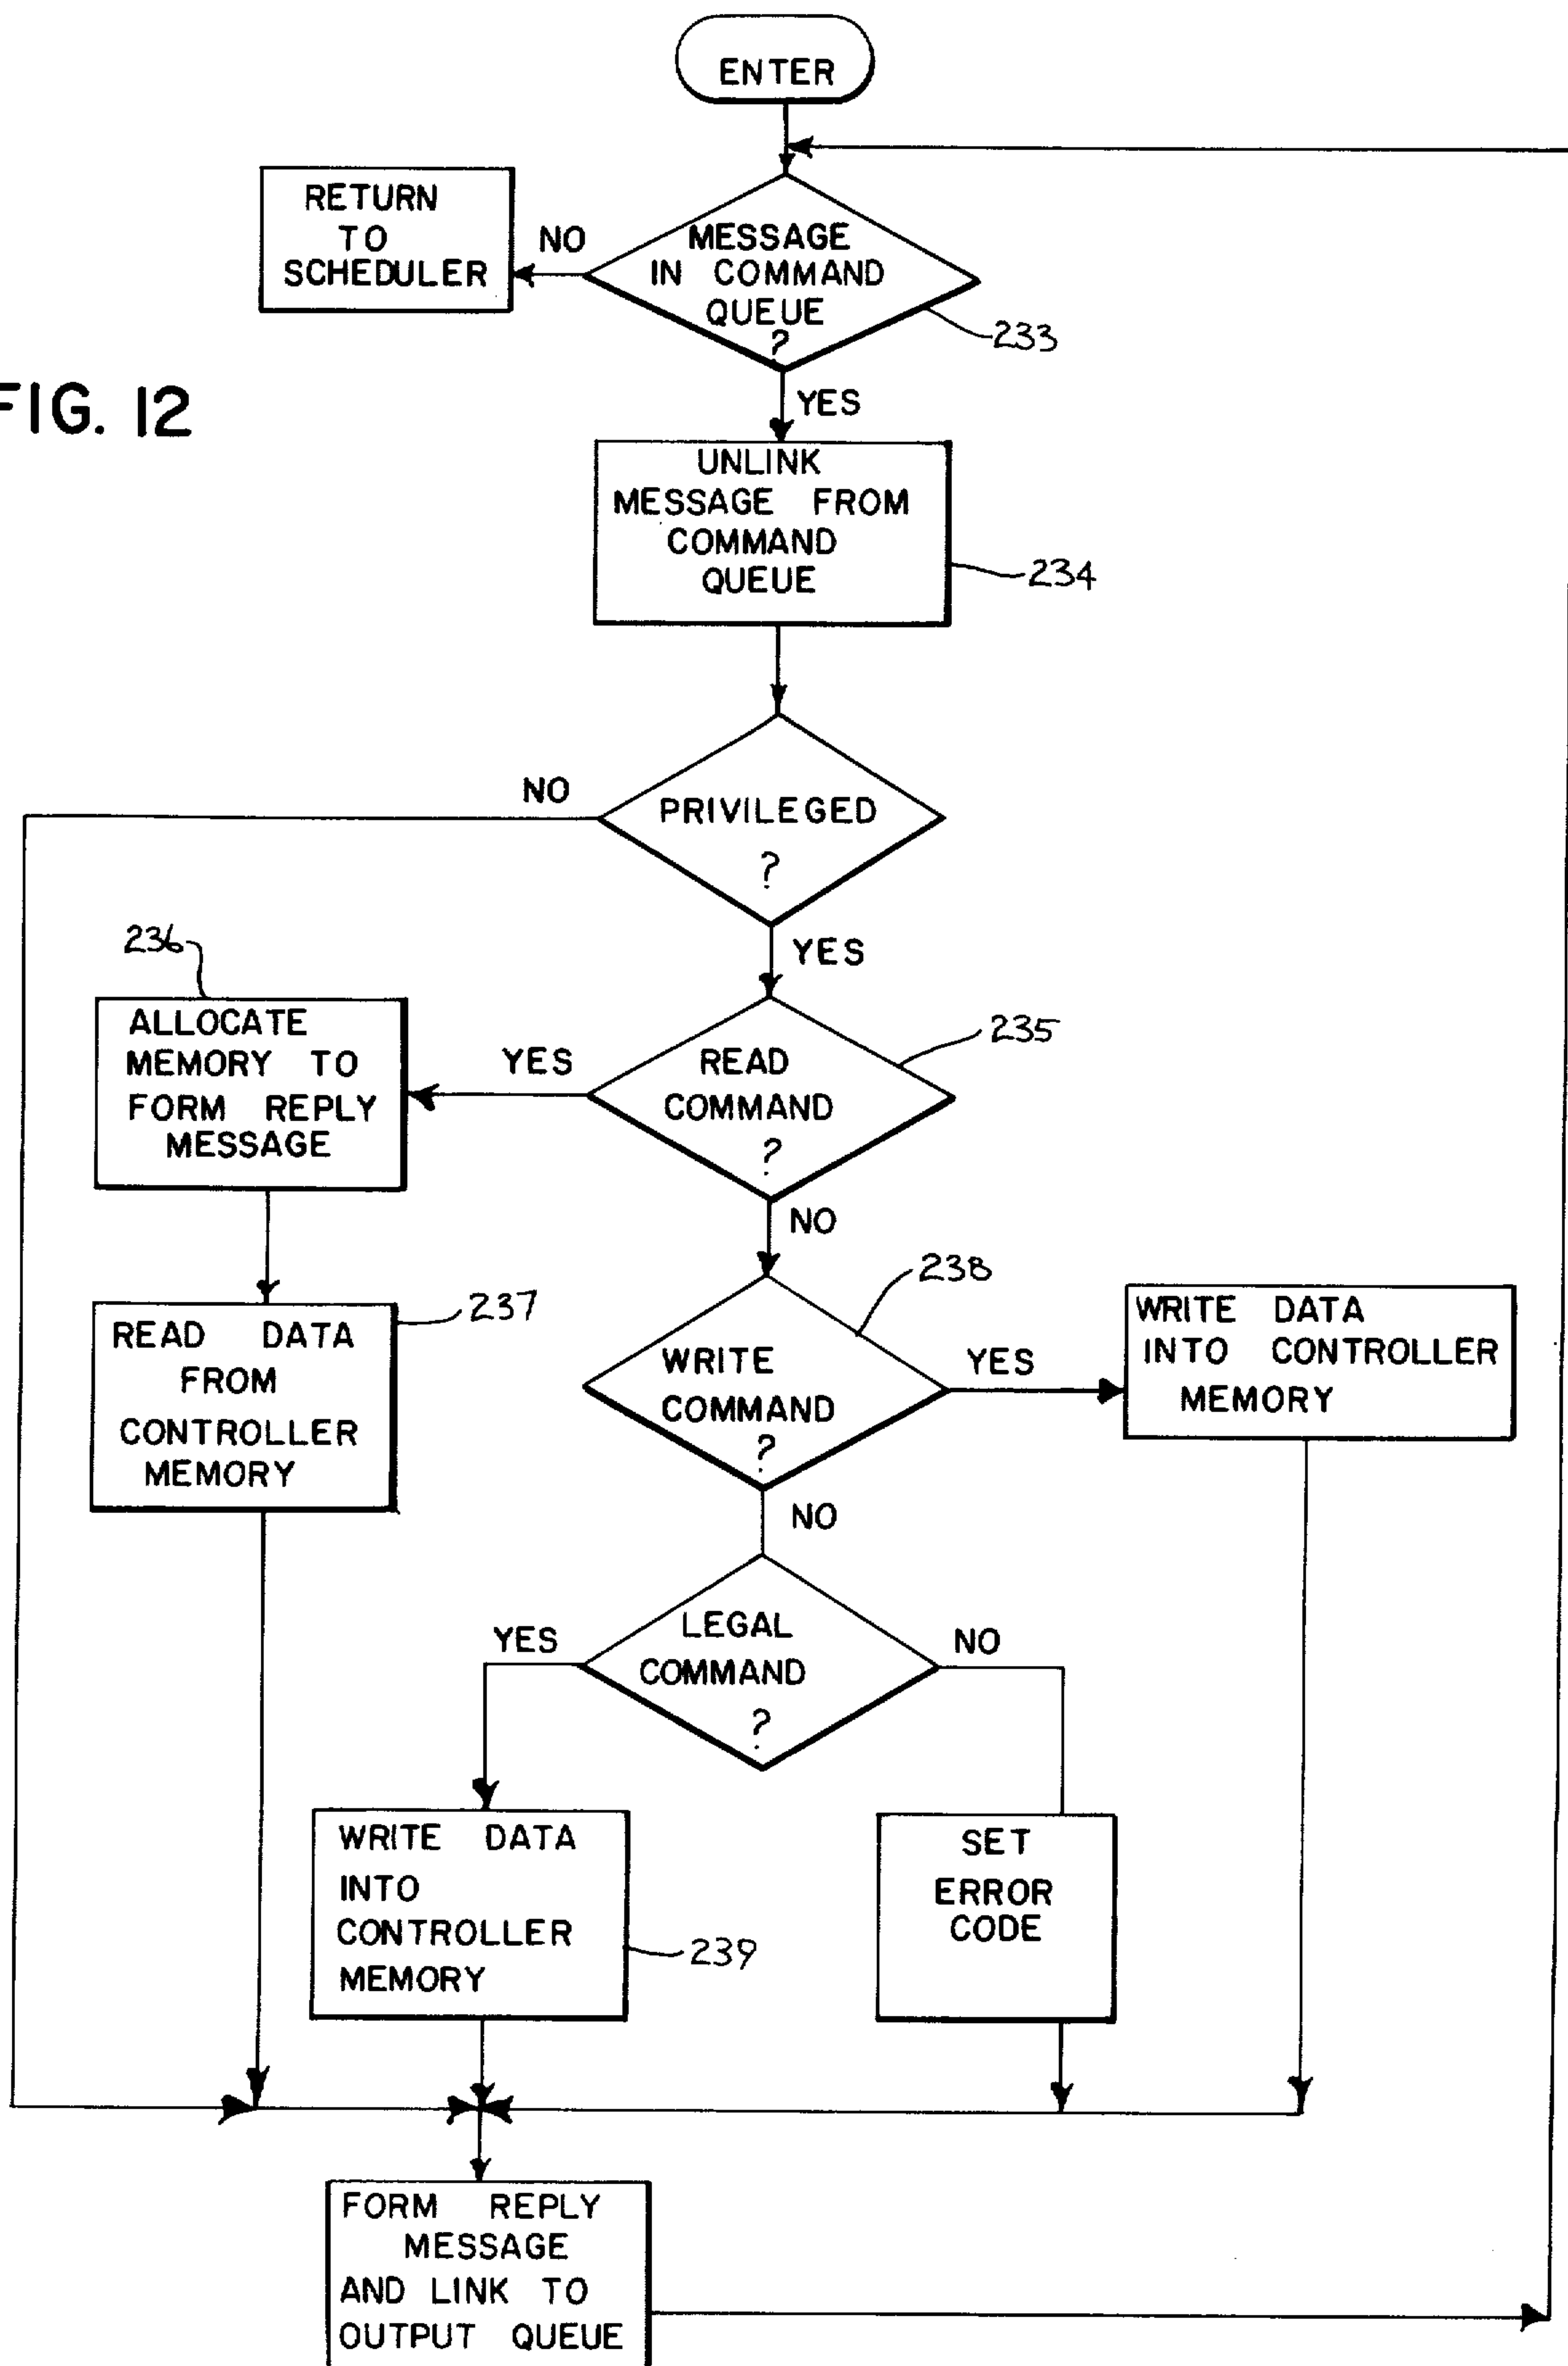 ENTER
RETURN
TO
SCHEDULER
NO
MESSAGE
IN COMMAND
QUEUE
?
233
FIG. 12
YES
UNLINK
MESSAGE FROM
COMMAND
QUEUE
234
NO
PRIVILEGED
?
YES
236
ALLOCATE
MEMORY TO
FORM REPLY
MESSAGE
YES
READ
COMMAND
?
235
NO
237
READ DATA
FROM
CONTROLLER
MEMORY
238
WRITE
COMMAND
?
YES
WRITE DATA
INTO CONTROLLER
MEMORY
NO
YES
LEGAL
COMMAND
?
NO
WRITE DATA
INTO
CONTROLLER
MEMORY
239
SET
ERROR
CODE
FORM REPLY
MESSAGE
AND LINK TO
OUTPUT QUEUE